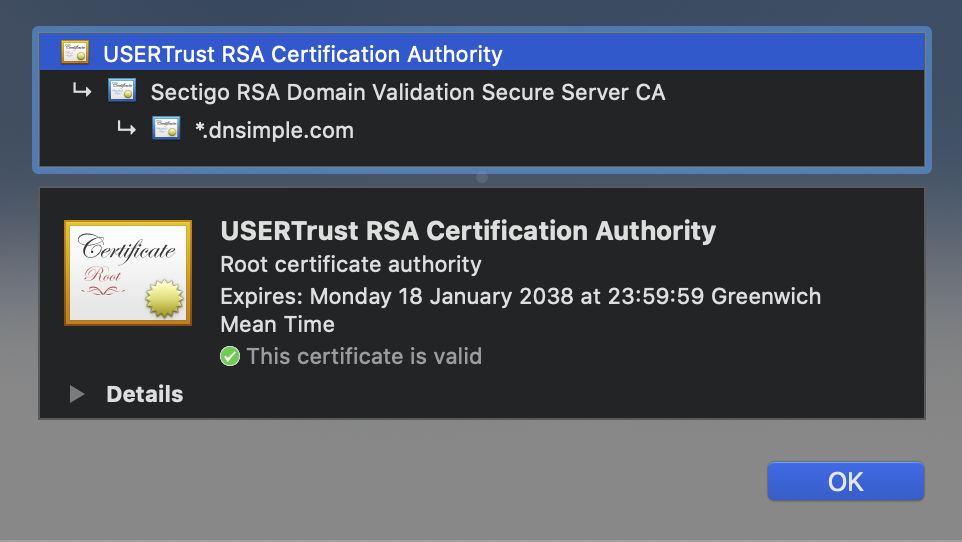 USERTrust RSA Certification Authority
Sectigo RSA Domain Validation Secure Server CA
*.dnsimple.com
Certificate
Root
USERTrust RSA Certification Authority
Root certificate authority
Expires: Monday 18 January 2038 at 23:59:59 Greenwich
Mean Time
This certificate is valid
Details
OK